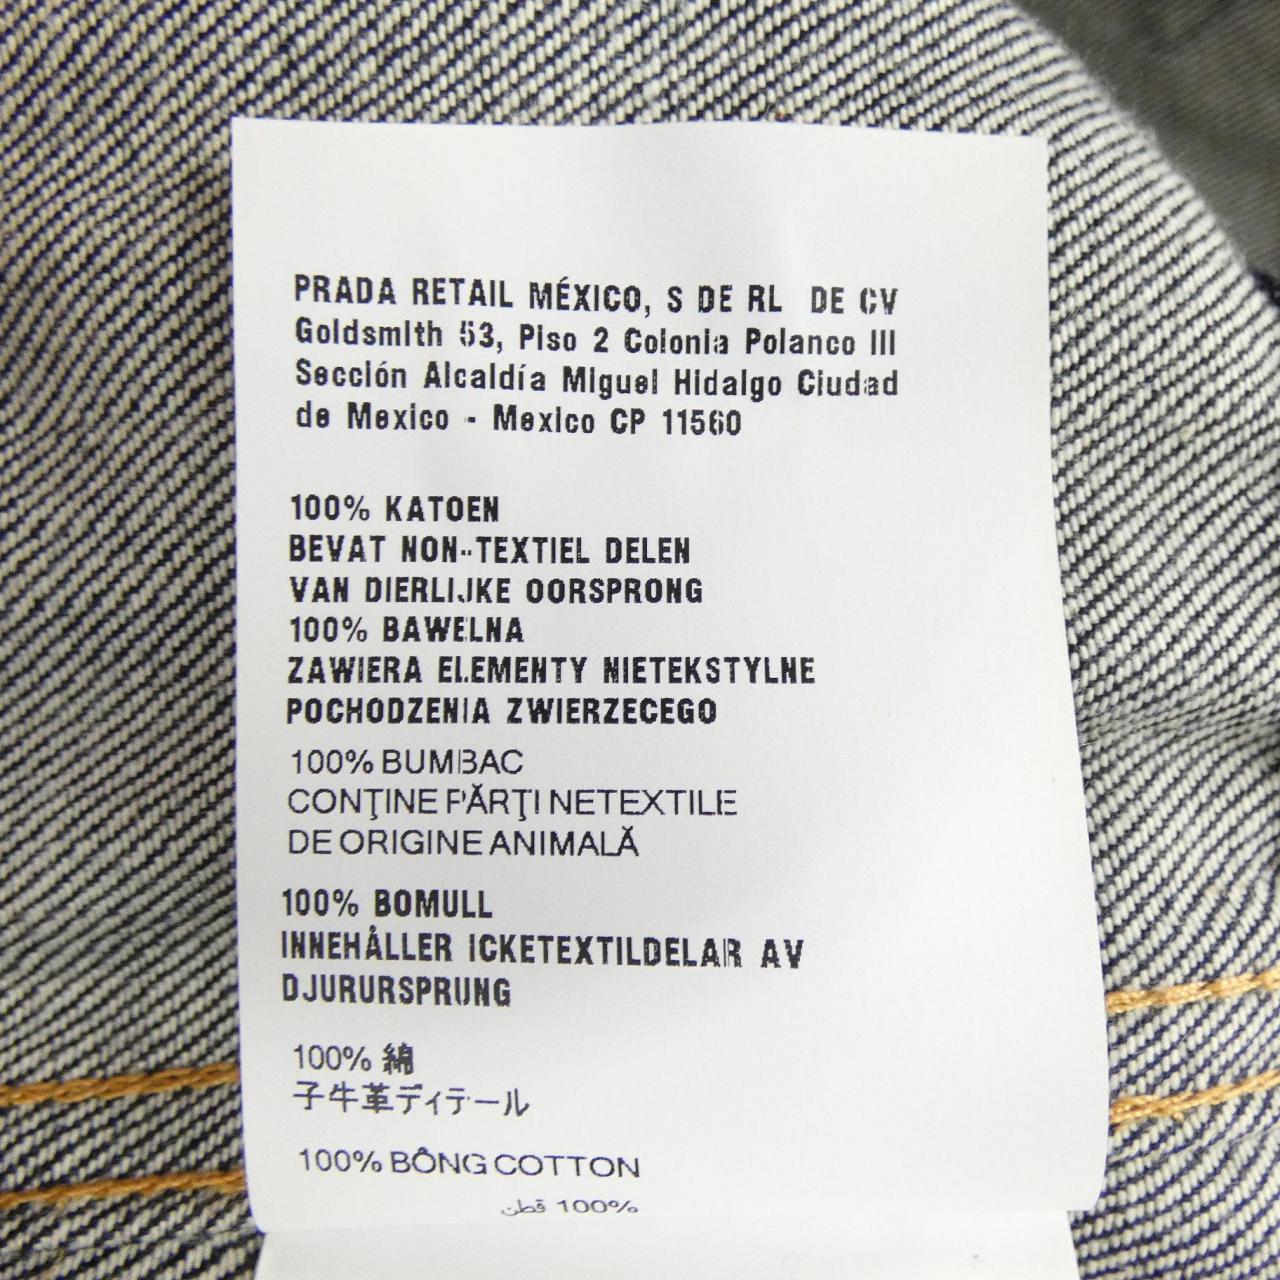 PRADA RETAIL MÉXICO, S DE RL DE CV
Goldsmith 53, Piso 2 Colonia Polanco III
Sección Alcaldía Miguel Hidalgo Ciudad
de Mexico - Mexico CP 11560
100% KATOEN
BEVAT NON-TEXTIEL DELEN
VAN DIERLIJKE OORSPRONG
100% BAWEŁNA
ZAWIERA ELEMENTY NIETEKSTYLNE
POCHODZENIA ZWIERZECEGO
100% BUMBAC
CONŢINE PĂRŢI NETEXTILE
DE ORIGINE ANIMALĂ
100% BOMULL
INNEHÅLLER ICKETEXTILDELAR AV
DJURURSPRUNG
100% 綿
子牛革ディテール
100% BÔNG COTTON
100% قطن